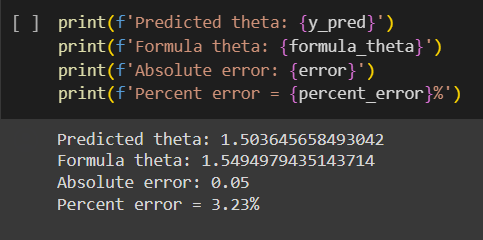 [ ] print(f'Predicted theta: {y_pred}')
print(f'Formula theta: {formula_theta}')
print(f'Absolute error: {error}')
print(f'Percent error = {percent_error}%')
Predicted theta: 1.503645658493042
Formula theta: 1.5494979435143714
Absolute error: 0.05
Percent error = 3.23%